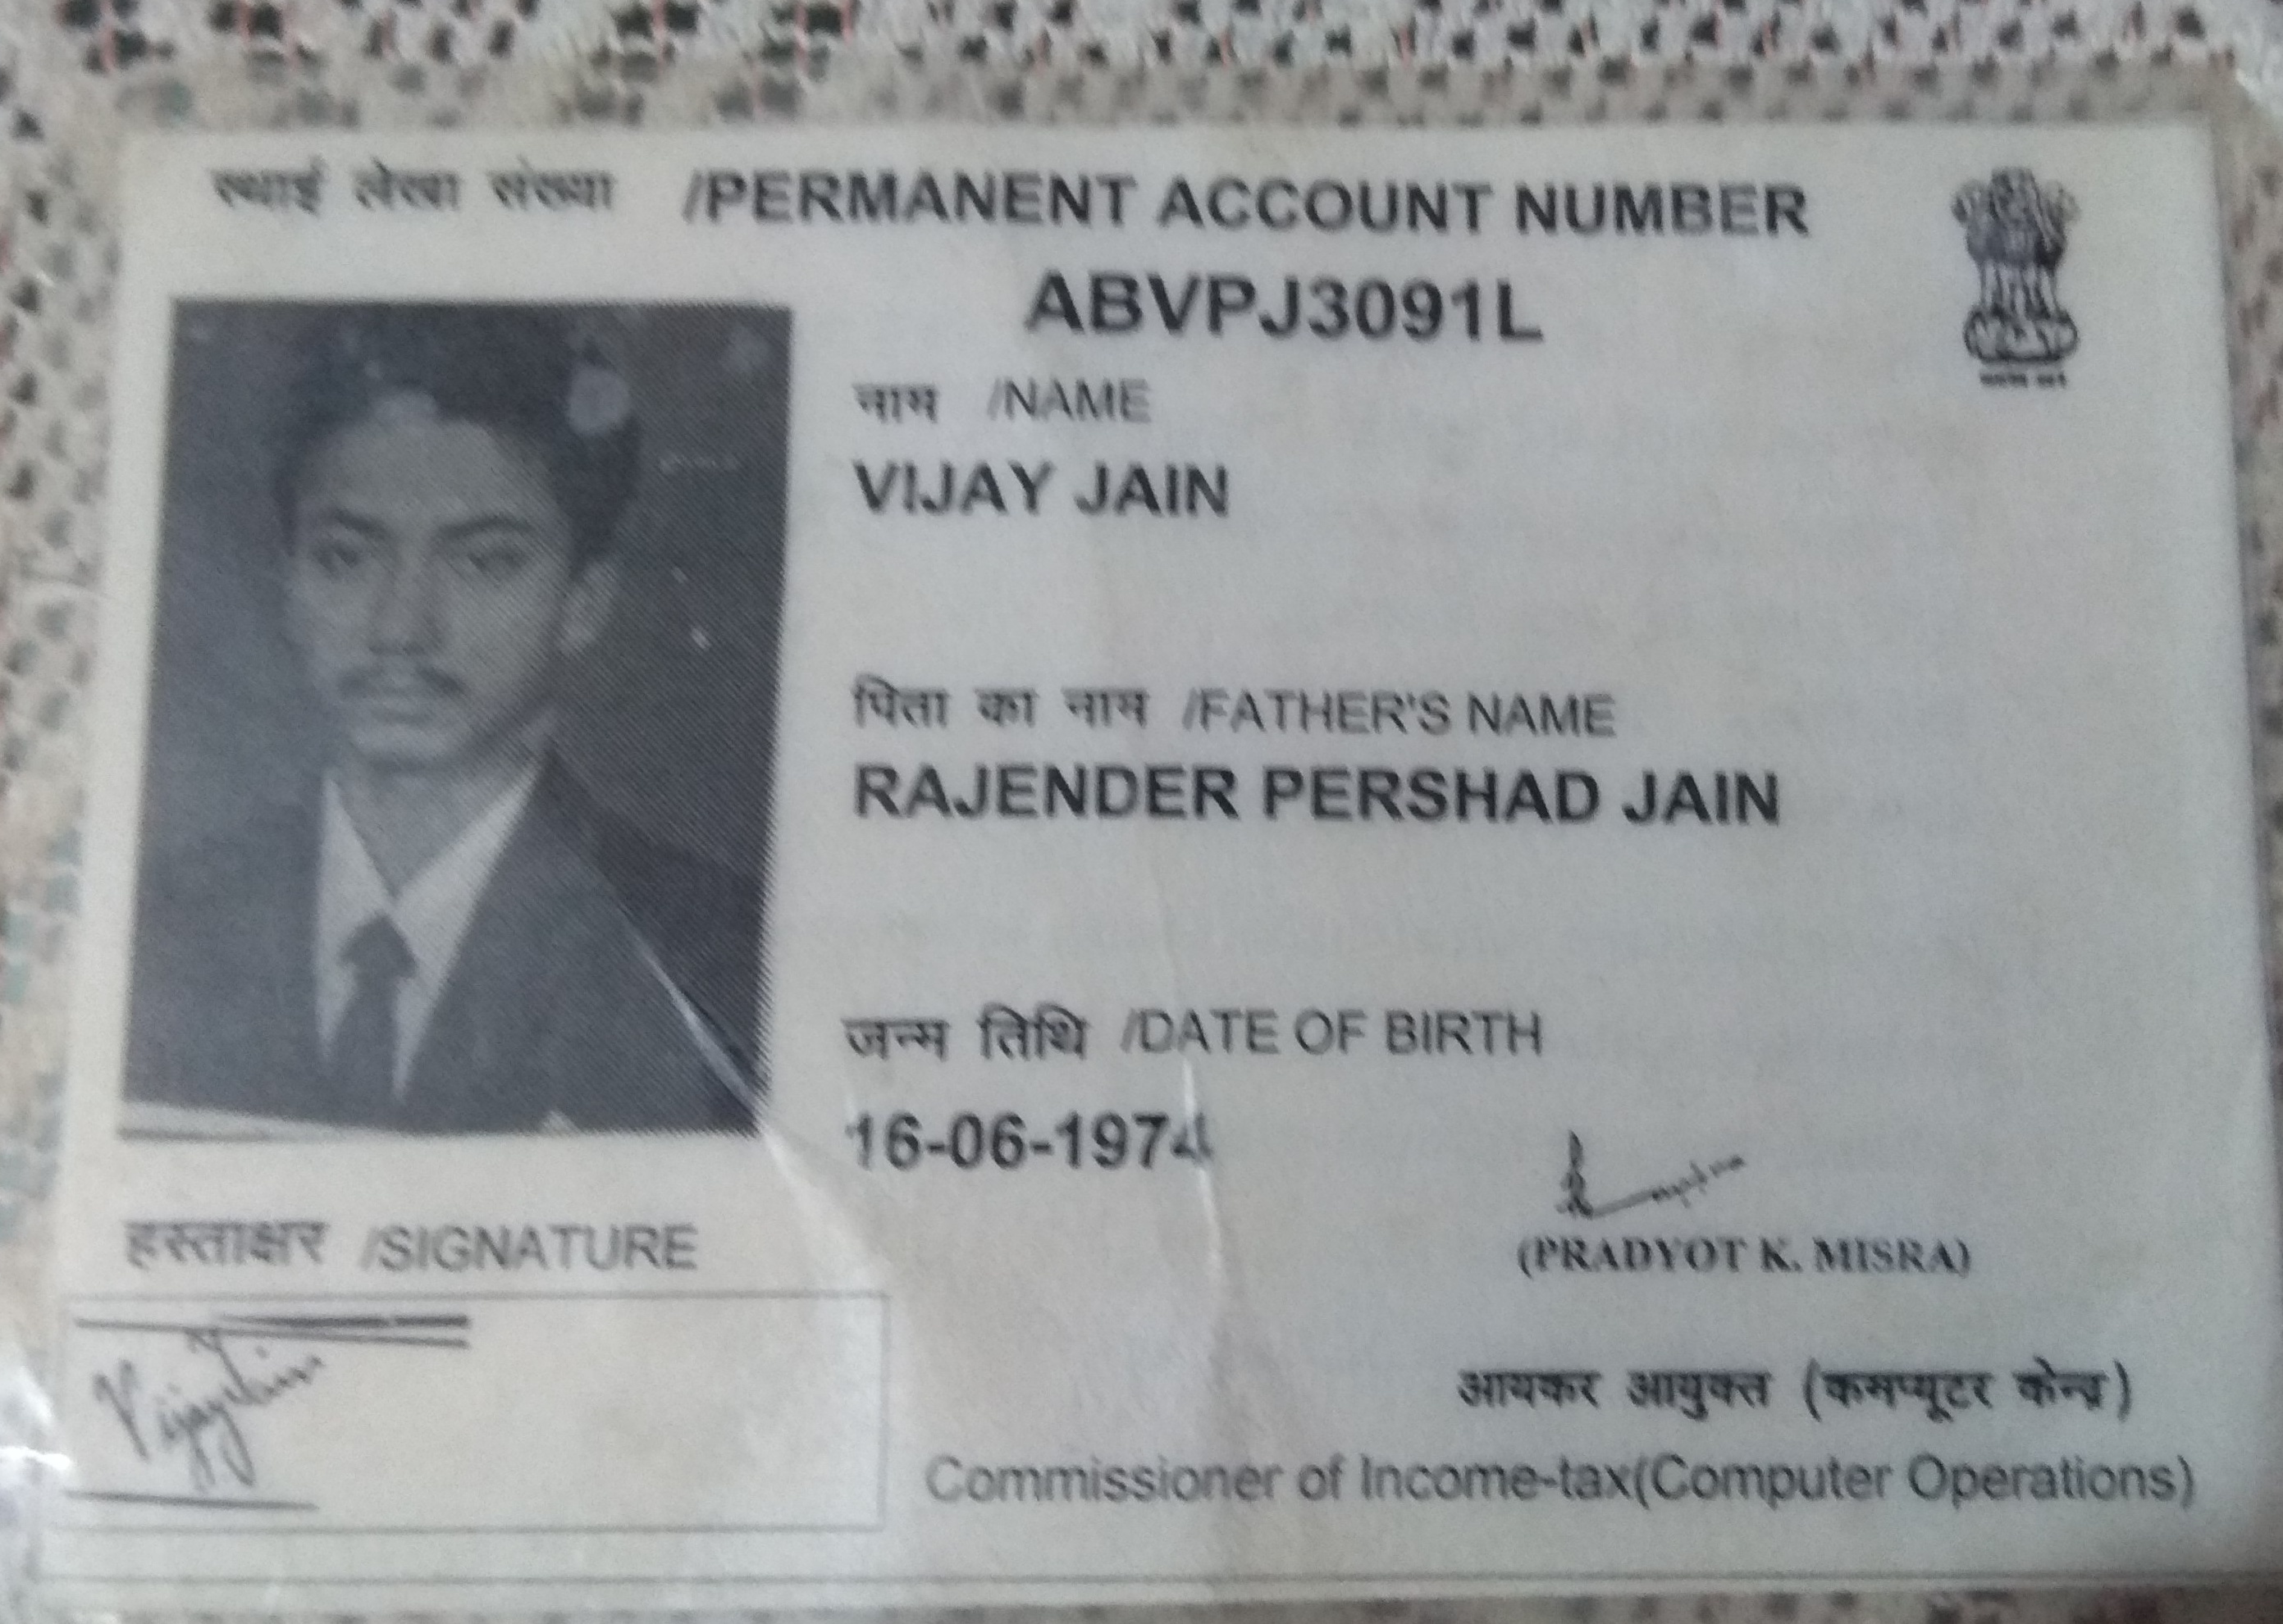 स्थाई लेखा संख्या /PERMANENT ACCOUNT NUMBER
ABVPJ3091L
नाम /NAME
VIJAY JAIN
पिता का नाम /FATHER'S NAME
RAJENDER PERSHAD JAIN
जन्म तिथि /DATE OF BIRTH
16-06-1974
हस्ताक्षर /SIGNATURE
Vijay Jain
(PRADYOT K. MISRA)
आयकर आयुक्त (कमप्यूटर केन्द्र)
Commissioner of Income-tax(Computer Operations)